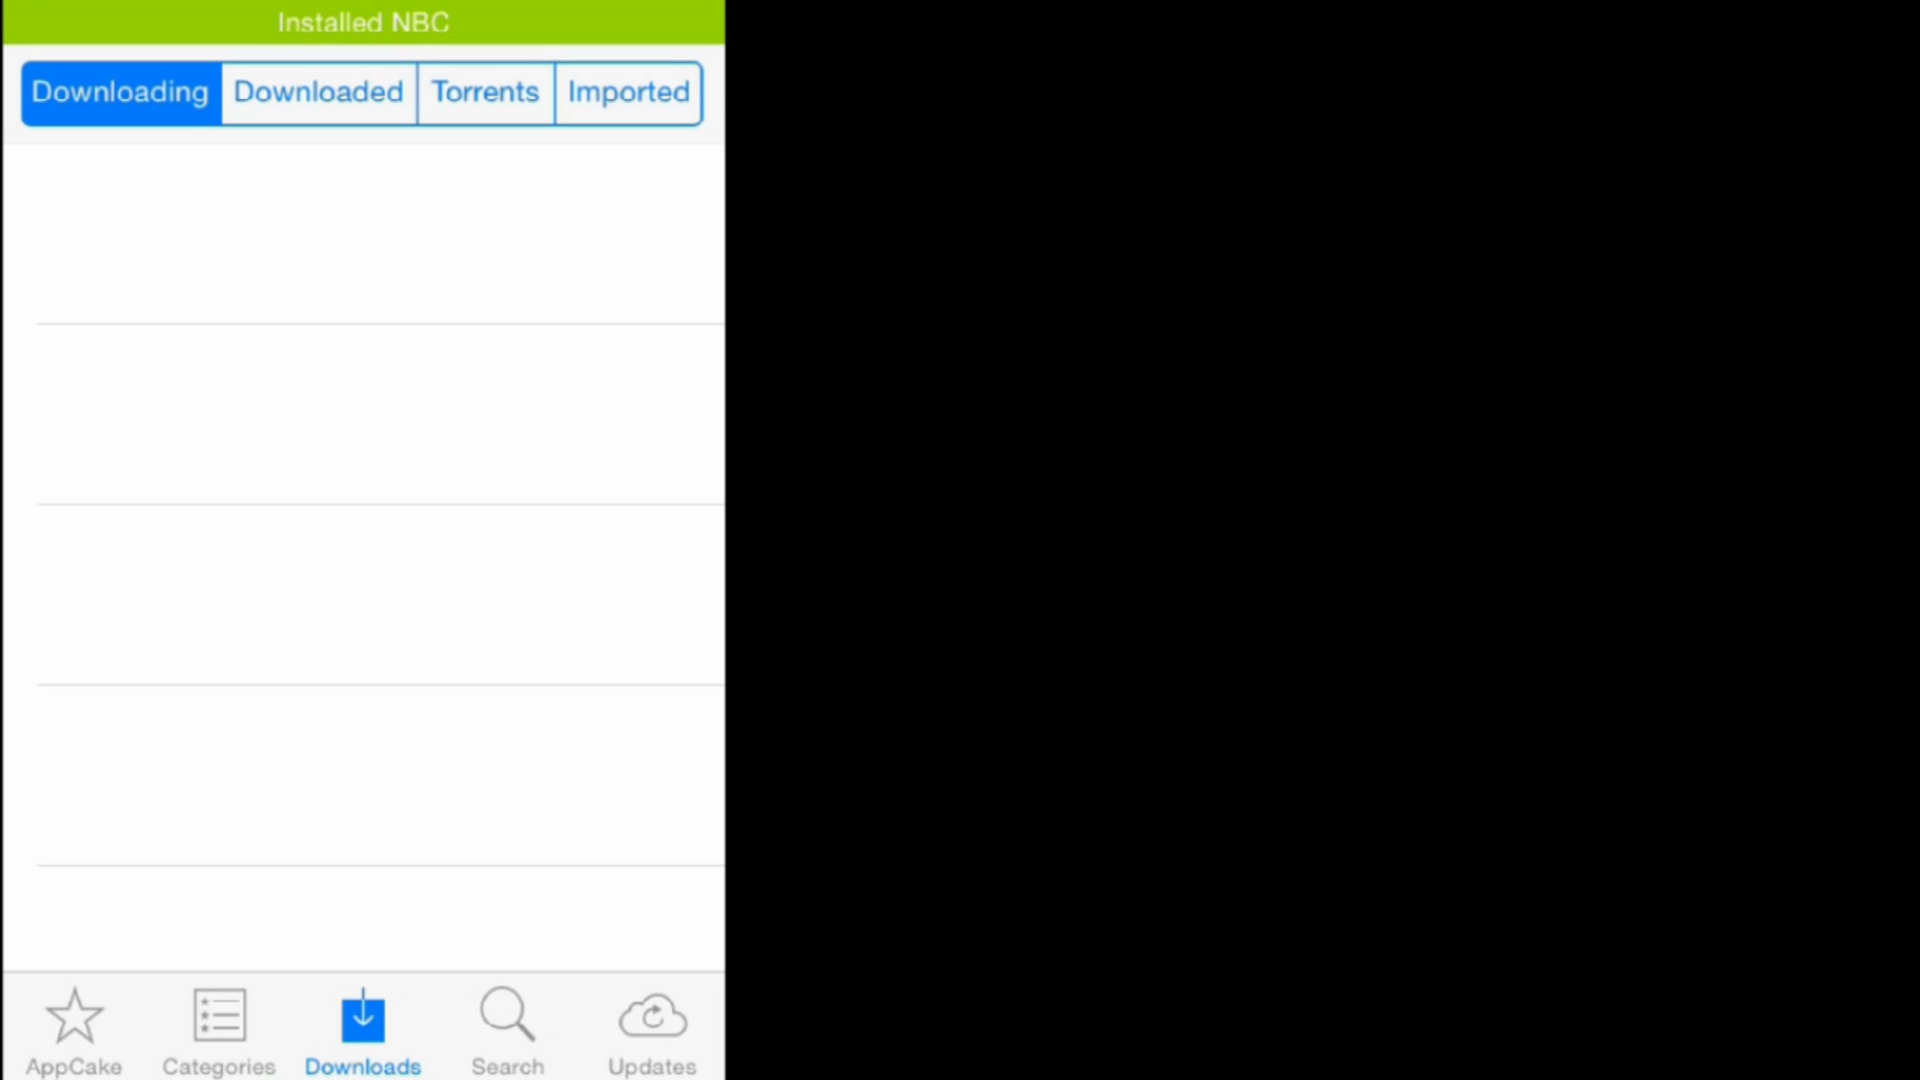 Installed NBC
Downloading Downloaded Torrents Imported
AppCake Categories Downloads Search Updates